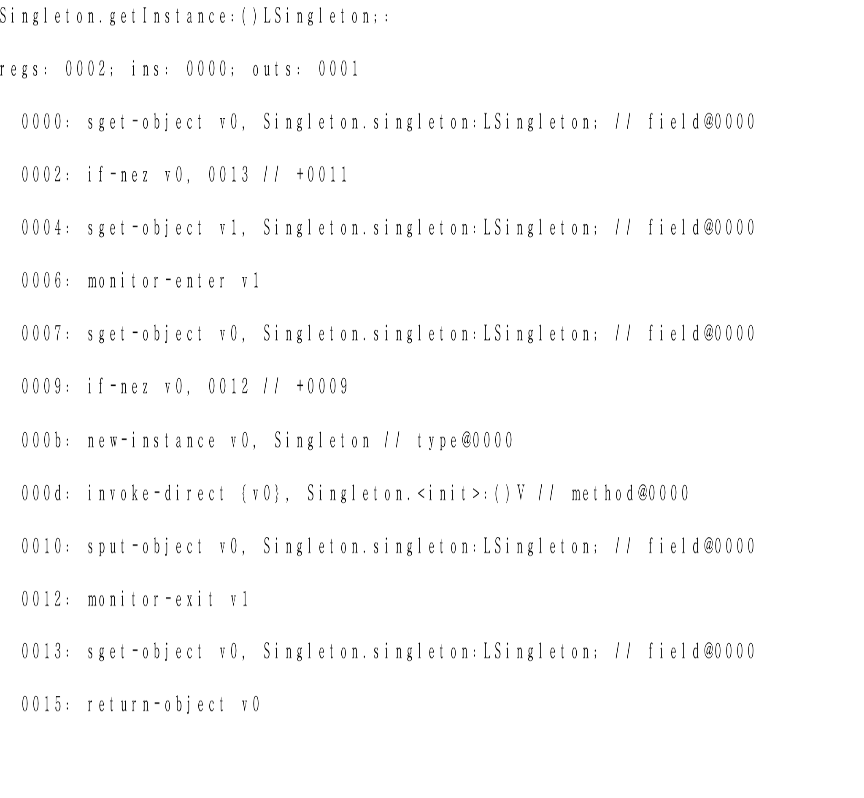 Singleton.getInstance:()LSingleton;:
regs: 0002; ins: 0000; outs: 0001
0000: sget-object v0, Singleton.singleton:LSingleton; // field@0000
0002: if-nez v0, 0013 // +0011
0004: sget-object v1, Singleton.singleton:LSingleton; // field@0000
0006: monitor-enter v1
0007: sget-object v0, Singleton.singleton:LSingleton; // field@0000
0009: if-nez v0, 0012 // +0009
000b: new-instance v0, Singleton // type@0000
000d: invoke-direct {v0}, Singleton.<init>:()V // method@0000
0010: sput-object v0, Singleton.singleton:LSingleton; // field@0000
0012: monitor-exit v1
0013: sget-object v0, Singleton.singleton:LSingleton; // field@0000
0015: return-object v0